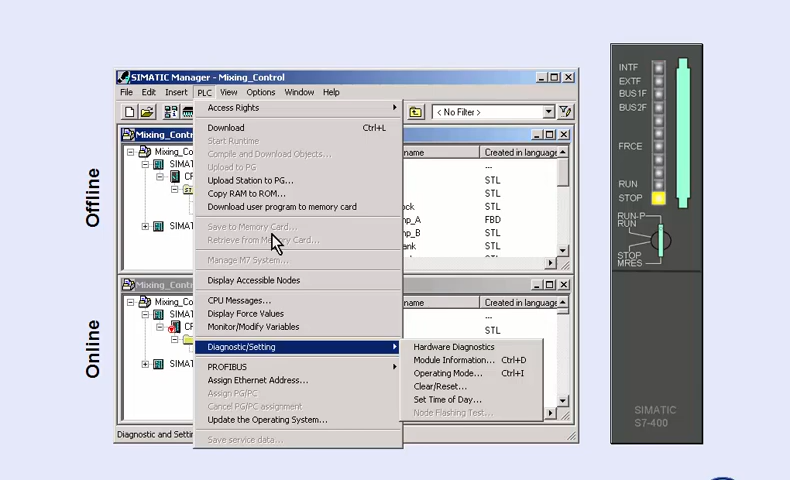 SIMATIC Manager - Mixing_Control
File Edit Insert PLC View Options Window Help
< No Filter >
Access Rights
Download Ctrl+L
Start Runtime
Compile and Download Objects...
Upload to PG
Upload Station to PG...
Copy RAM to ROM...
Download user program to memory card
Save to Memory Card...
Retrieve from Memory Card...
Manage M7 System...
Display Accessible Nodes
CPU Messages...
Display Force Values
Monitor/Modify Variables
Diagnostic/Setting
PROFIBUS
Assign Ethernet Address...
Assign PG/PC
Cancel PG/PC assignment
Update the Operating System...
Save service data...
Hardware Diagnostics
Module Information... Ctrl+D
Operating Mode... Ctrl+I
Clear/Reset...
Set Time of Day...
Node Flashing Test...
Offline
Mixing_Contr
Mixing_Co
SIMA
CP
SIMA
name Created in language
---
STL
STL
ock STL
mp_A FBD
mp_B STL
ank STL
Online
Mixing_Cont
Mixing_Co
SIMA
CP
SIMA
name Created in language
---
STL
Diagnostic and Settin
INTF
EXTF
BUS1F
BUS2F
FRCE
RUN
STOP
RUN-P
RUN
STOP
MRES
SIMATIC
S7-400